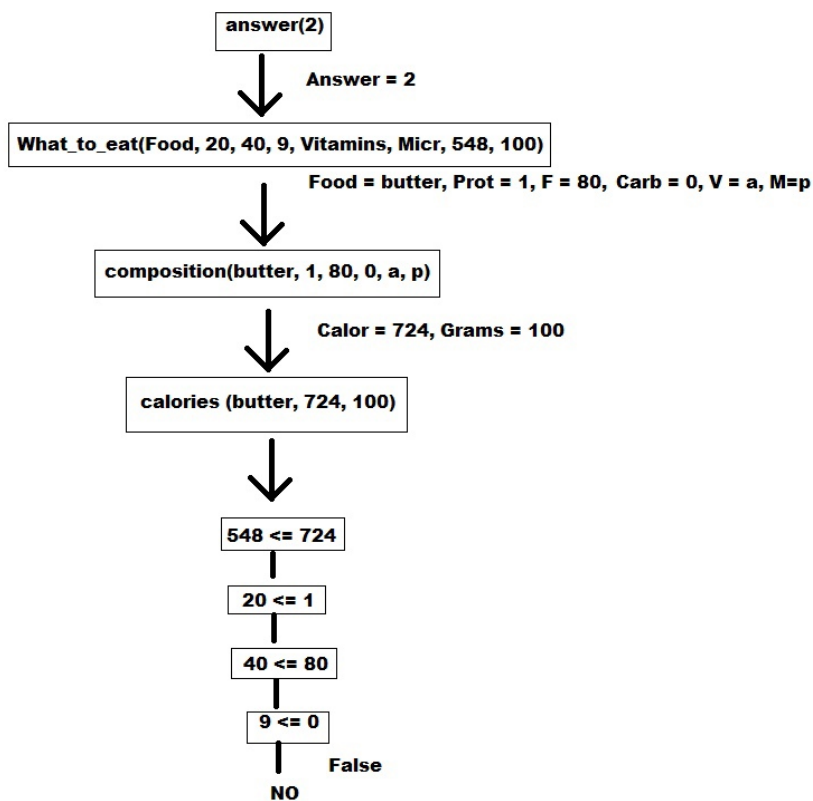 answer(2)
Answer = 2
What_to_eat(Food, 20, 40, 9, Vitamins, Micr, 548, 100)
Food = butter, Prot = 1, F = 80, Carb = 0, V = a, M=p
composition(butter, 1, 80, 0, a, p)
Calor = 724, Grams = 100
calories (butter, 724, 100)
548 <= 724
20 <= 1
40 <= 80
9 <= 0
False
NO